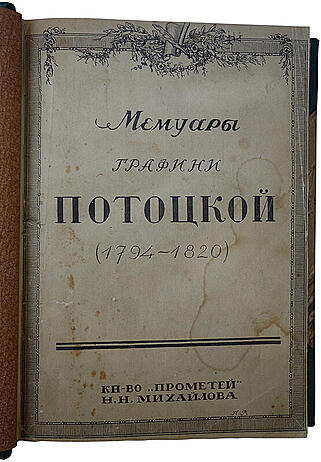 Мемуары
ГРАФИНИ
ПОТОЦКОЙ
(1794–1820)
КН-ВО „ПРОМЕТЕЙ"
Н.Н. МИХАЙЛОВА